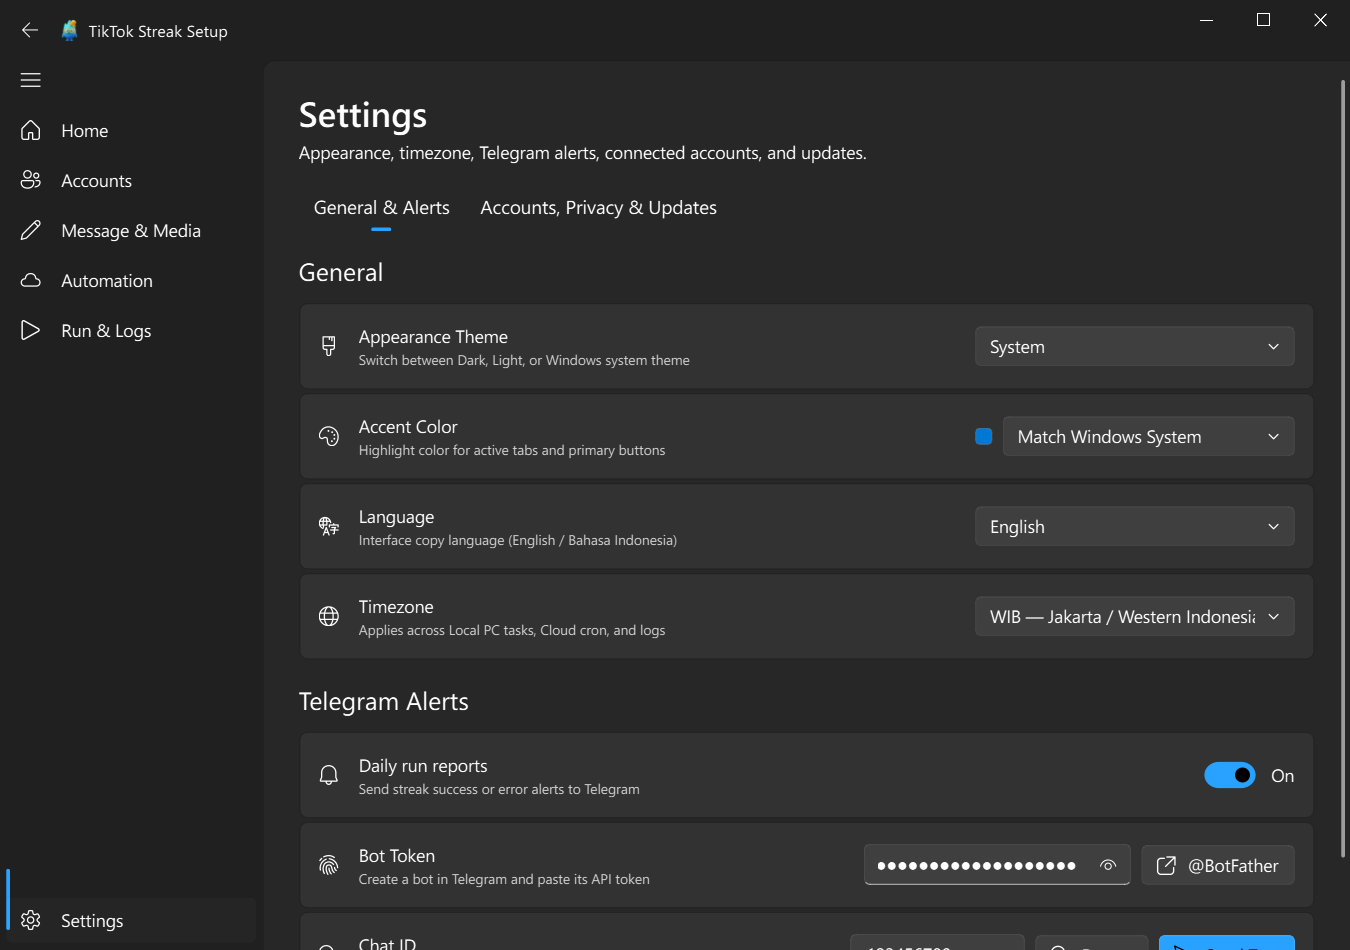 TikTok Streak Setup
Home
Accounts
Message & Media
Automation
Run & Logs
Settings
Settings
Appearance, timezone, Telegram alerts, connected accounts, and updates.
General & Alerts
Accounts, Privacy & Updates
General
Appearance Theme
Switch between Dark, Light, or Windows system theme
System
Accent Color
Highlight color for active tabs and primary buttons
Match Windows System
Language
Interface copy language (English / Bahasa Indonesia)
English
Timezone
Applies across Local PC tasks, Cloud cron, and logs
WIB — Jakarta / Western Indonesia
Telegram Alerts
Daily run reports
Send streak success or error alerts to Telegram
On
Bot Token
Create a bot in Telegram and paste its API token
@BotFather
Chat ID